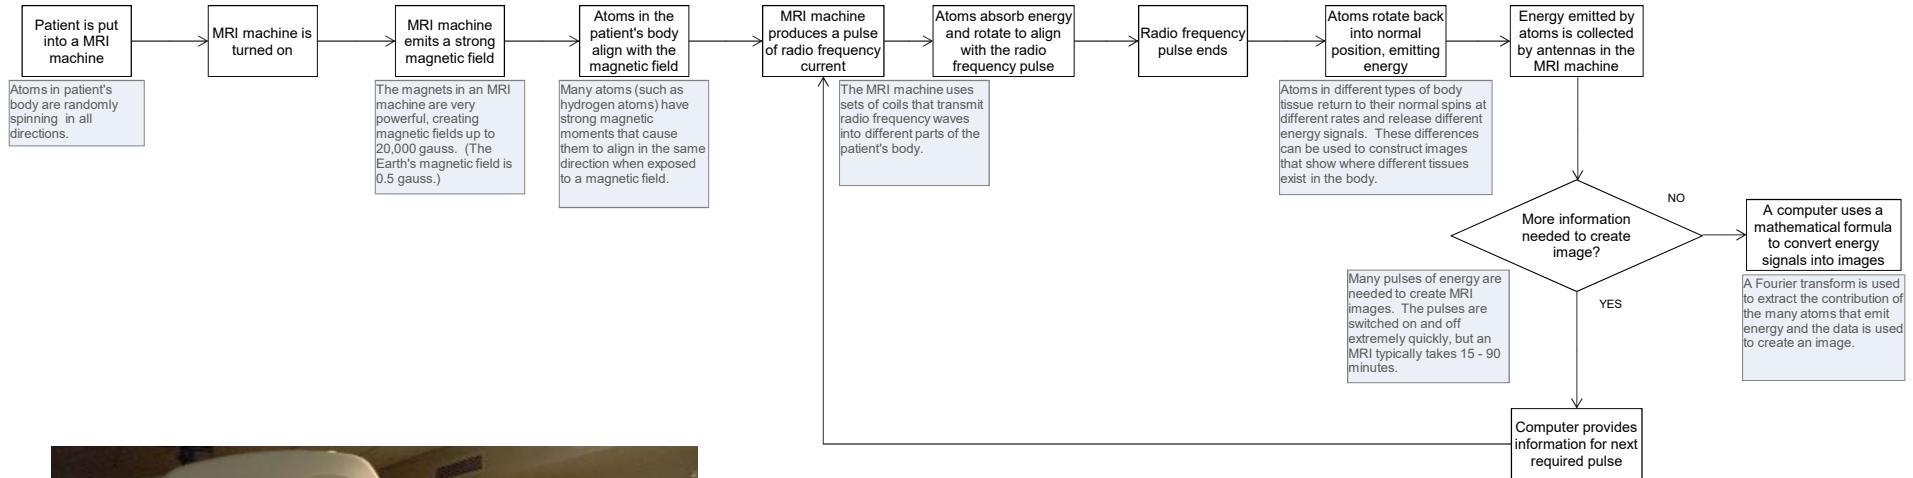 Patient is put
into a MRI
machine
MRI machine is
turned on
MRI machine
emits a strong
magnetic field
Atoms in the
patient's body
align with the
magnetic field
MRI machine
produces a pulse
of radio frequency
current
Atoms absorb energy
and rotate to align
with the radio
frequency pulse
Radio frequency
pulse ends
Atoms rotate back
into normal
position, emitting
energy
Energy emitted by
atoms is collected
by antennas in the
MRI machine
Atoms in patient's
body are randomly
spinning in all
directions.
The magnets in an MRI
machine are very
powerful, creating
magnetic fields up to
20,000 gauss. (The
Earth's magnetic field is
0.5 gauss.)
Many atoms (such as
hydrogen atoms) have
strong magnetic
moments that cause
them to align in the same
direction when exposed
to a magnetic field.
The MRI machine uses
sets of coils that transmit
radio frequency waves
into different parts of the
patient's body.
Atoms in different types of body
tissue return to their normal spins at
different rates and release different
energy signals. These differences
can be used to construct images
that show where different tissues
exist in the body.
More information
needed to create
image?
NO
A computer uses a
mathematical formula
to convert energy
signals into images
Many pulses of energy are
needed to create MRI
images. The pulses are
switched on and off
extremely quickly, but an
MRI typically takes 15 - 90
minutes.
YES
A Fourier transform is used
to extract the contribution of
the many atoms that emit
energy and the data is used
to create an image.
Computer provides
information for next
required pulse